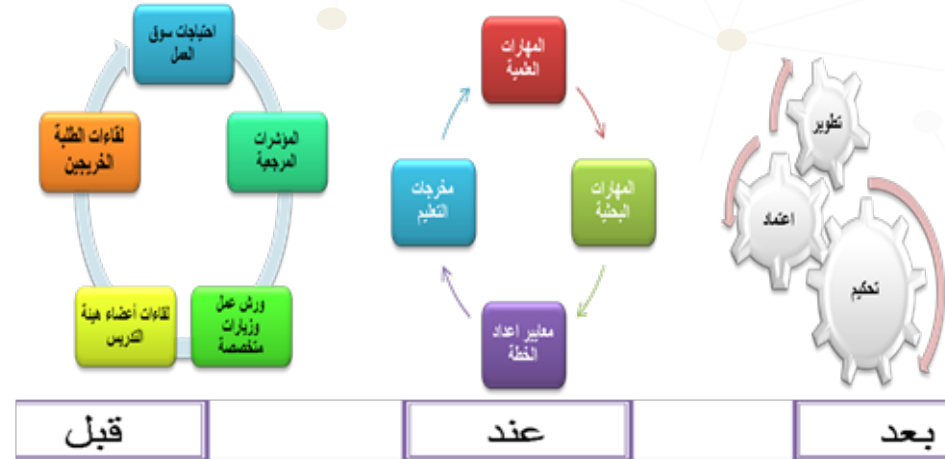 احتياجات سوق
العمل
المؤشرات
المرجعية
ورش عمل
وزيارات
متخصصة
لقاءات أعضاء هيئة
التدريس
لقاءات الطلبة
الخريجين
المهارات
العلمية
المهارات
البحثية
معايير اعداد
الخطة
مخرجات
التعليم
تطوير
اعتماد
تحكيم
قبل
عند
بعد